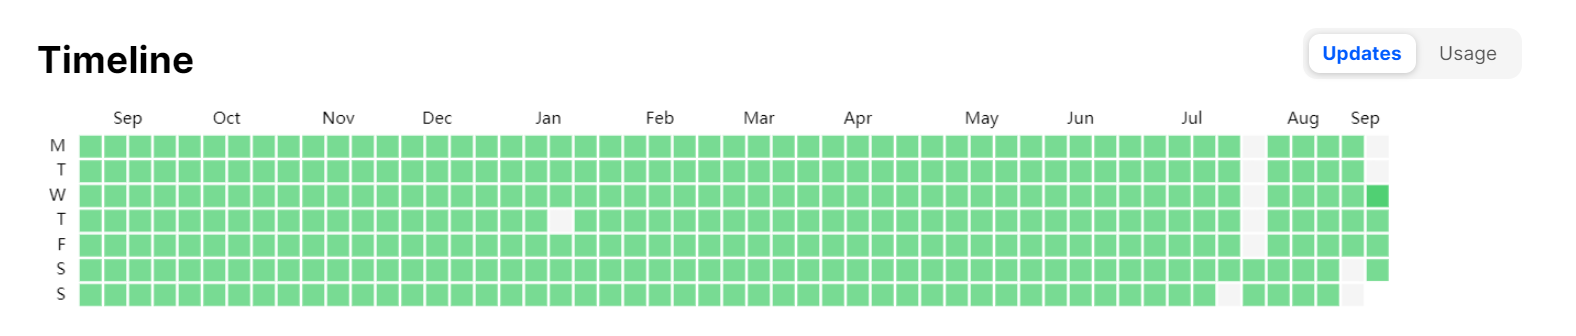 Timeline
Updates Usage
Sep Oct Nov Dec Jan Feb Mar Apr May Jun Jul Aug Sep
M
T
W
T
F
S
S